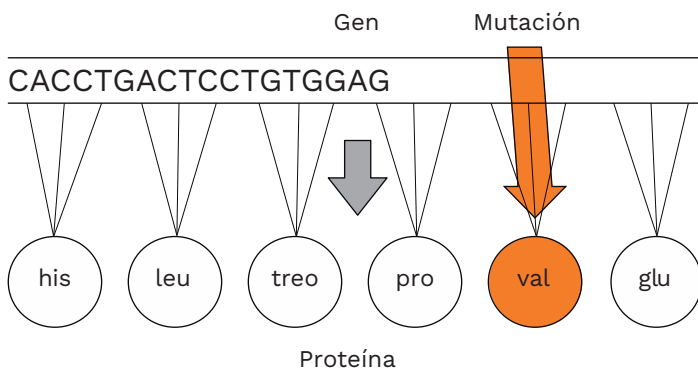 Gen Mutación
CACCTGACTCCTGTGGAG
his leu treo pro val glu
Proteína